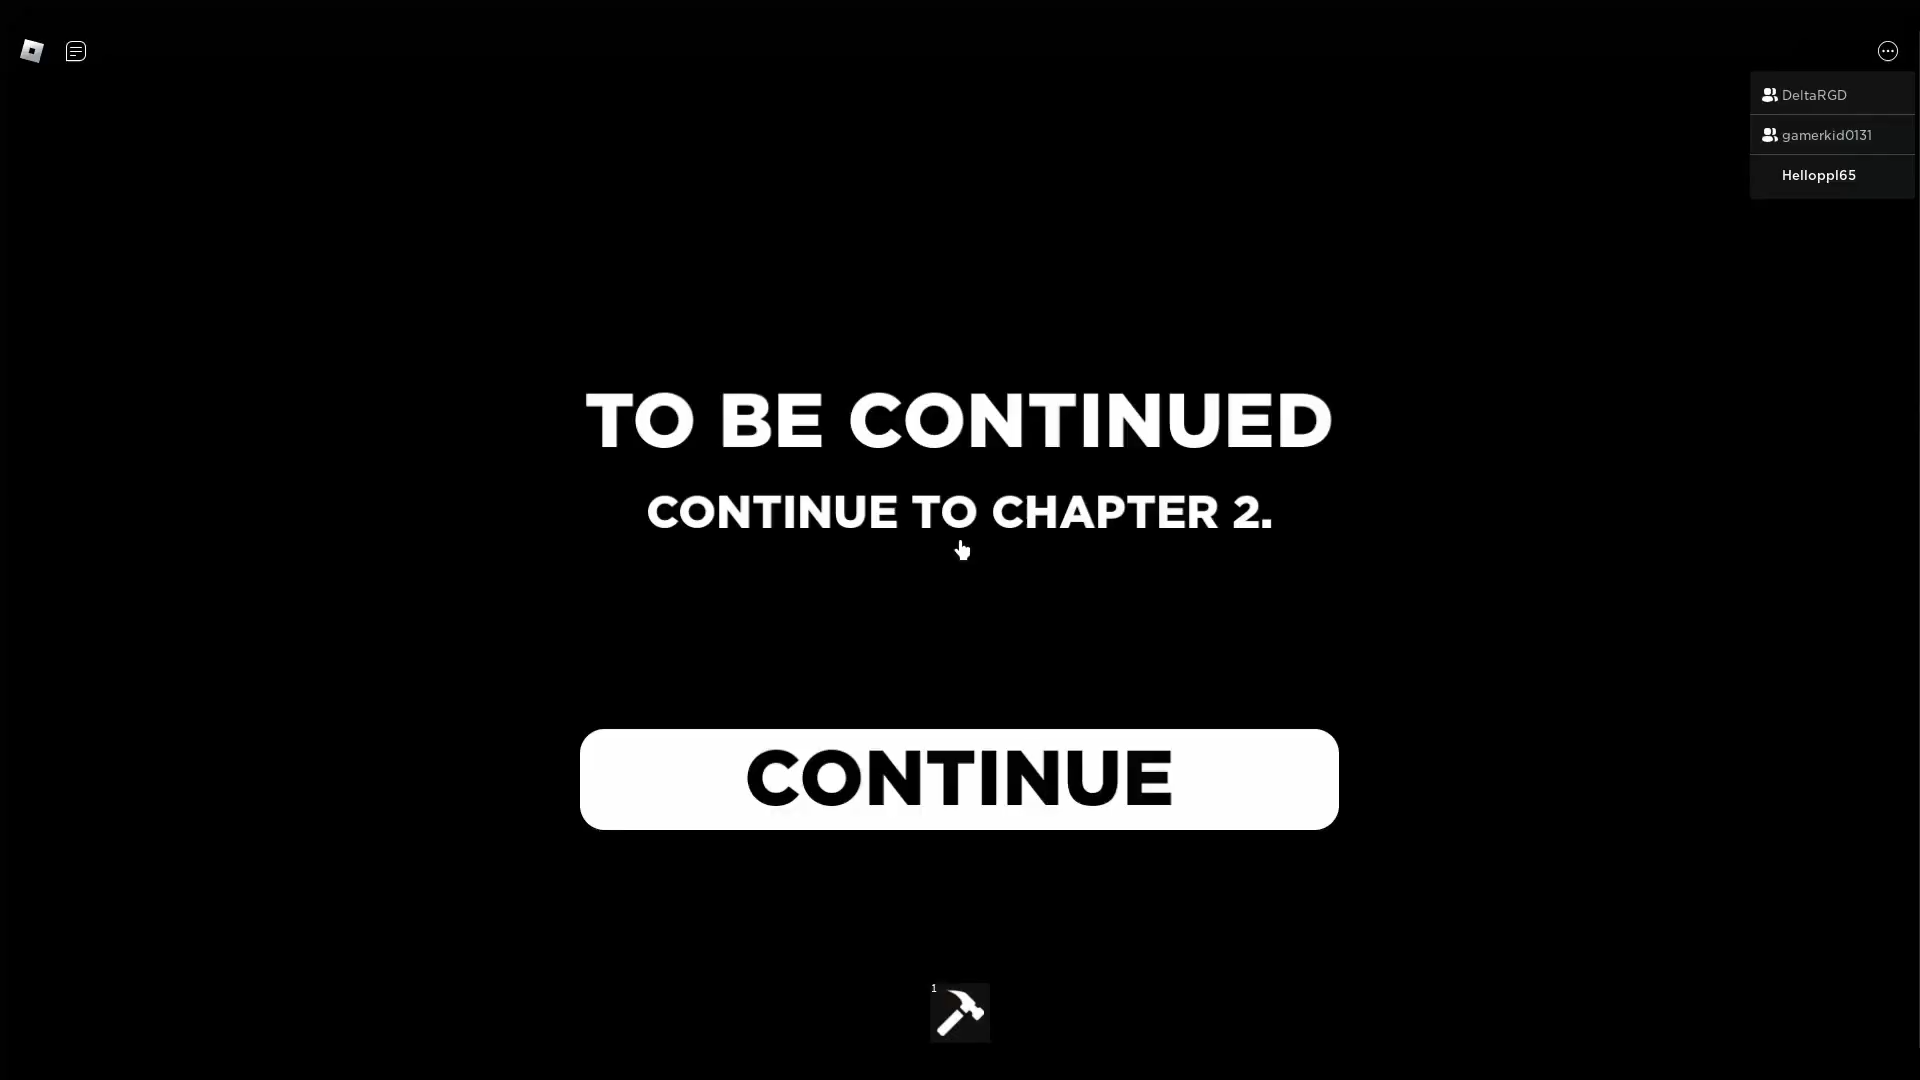 DeltaRGD
gamerkid0131
Helloppl65
TO BE CONTINUED
CONTINUE TO CHAPTER 2.
CONTINUE
1